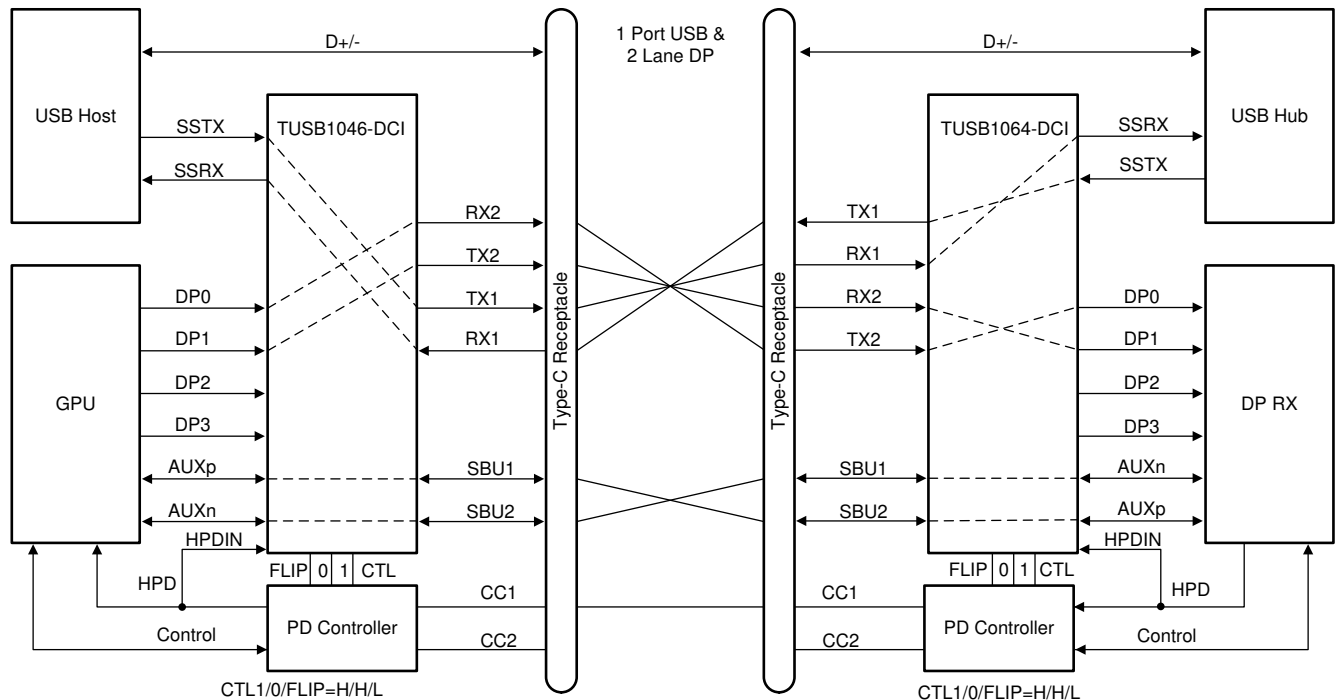 1 Port USB &
2 Lane DP
D+/-
D+/-
USB Host
SSTX
SSRX
TUSB1046-DCI
TUSB1064-DCI
SSRX
SSTX
USB Hub
RX2
TX2
TX1
RX1
Type-C Receptacle
Type-C Receptacle
TX1
RX1
RX2
TX2
GPU
DP0
DP1
DP2
DP3
AUXp
AUXn
HPDIN
SBU1
SBU2
SBU1
SBU2
DP0
DP1
DP2
DP3
AUXn
AUXp
HPDIN
DP RX
FLIP 0 1 CTL
FLIP 0 1 CTL
HPD
Control
PD Controller
CC1
CC2
CC1
CC2
PD Controller
HPD
Control
CTL1/0/FLIP=H/H/L
CTL1/0/FLIP=H/H/L